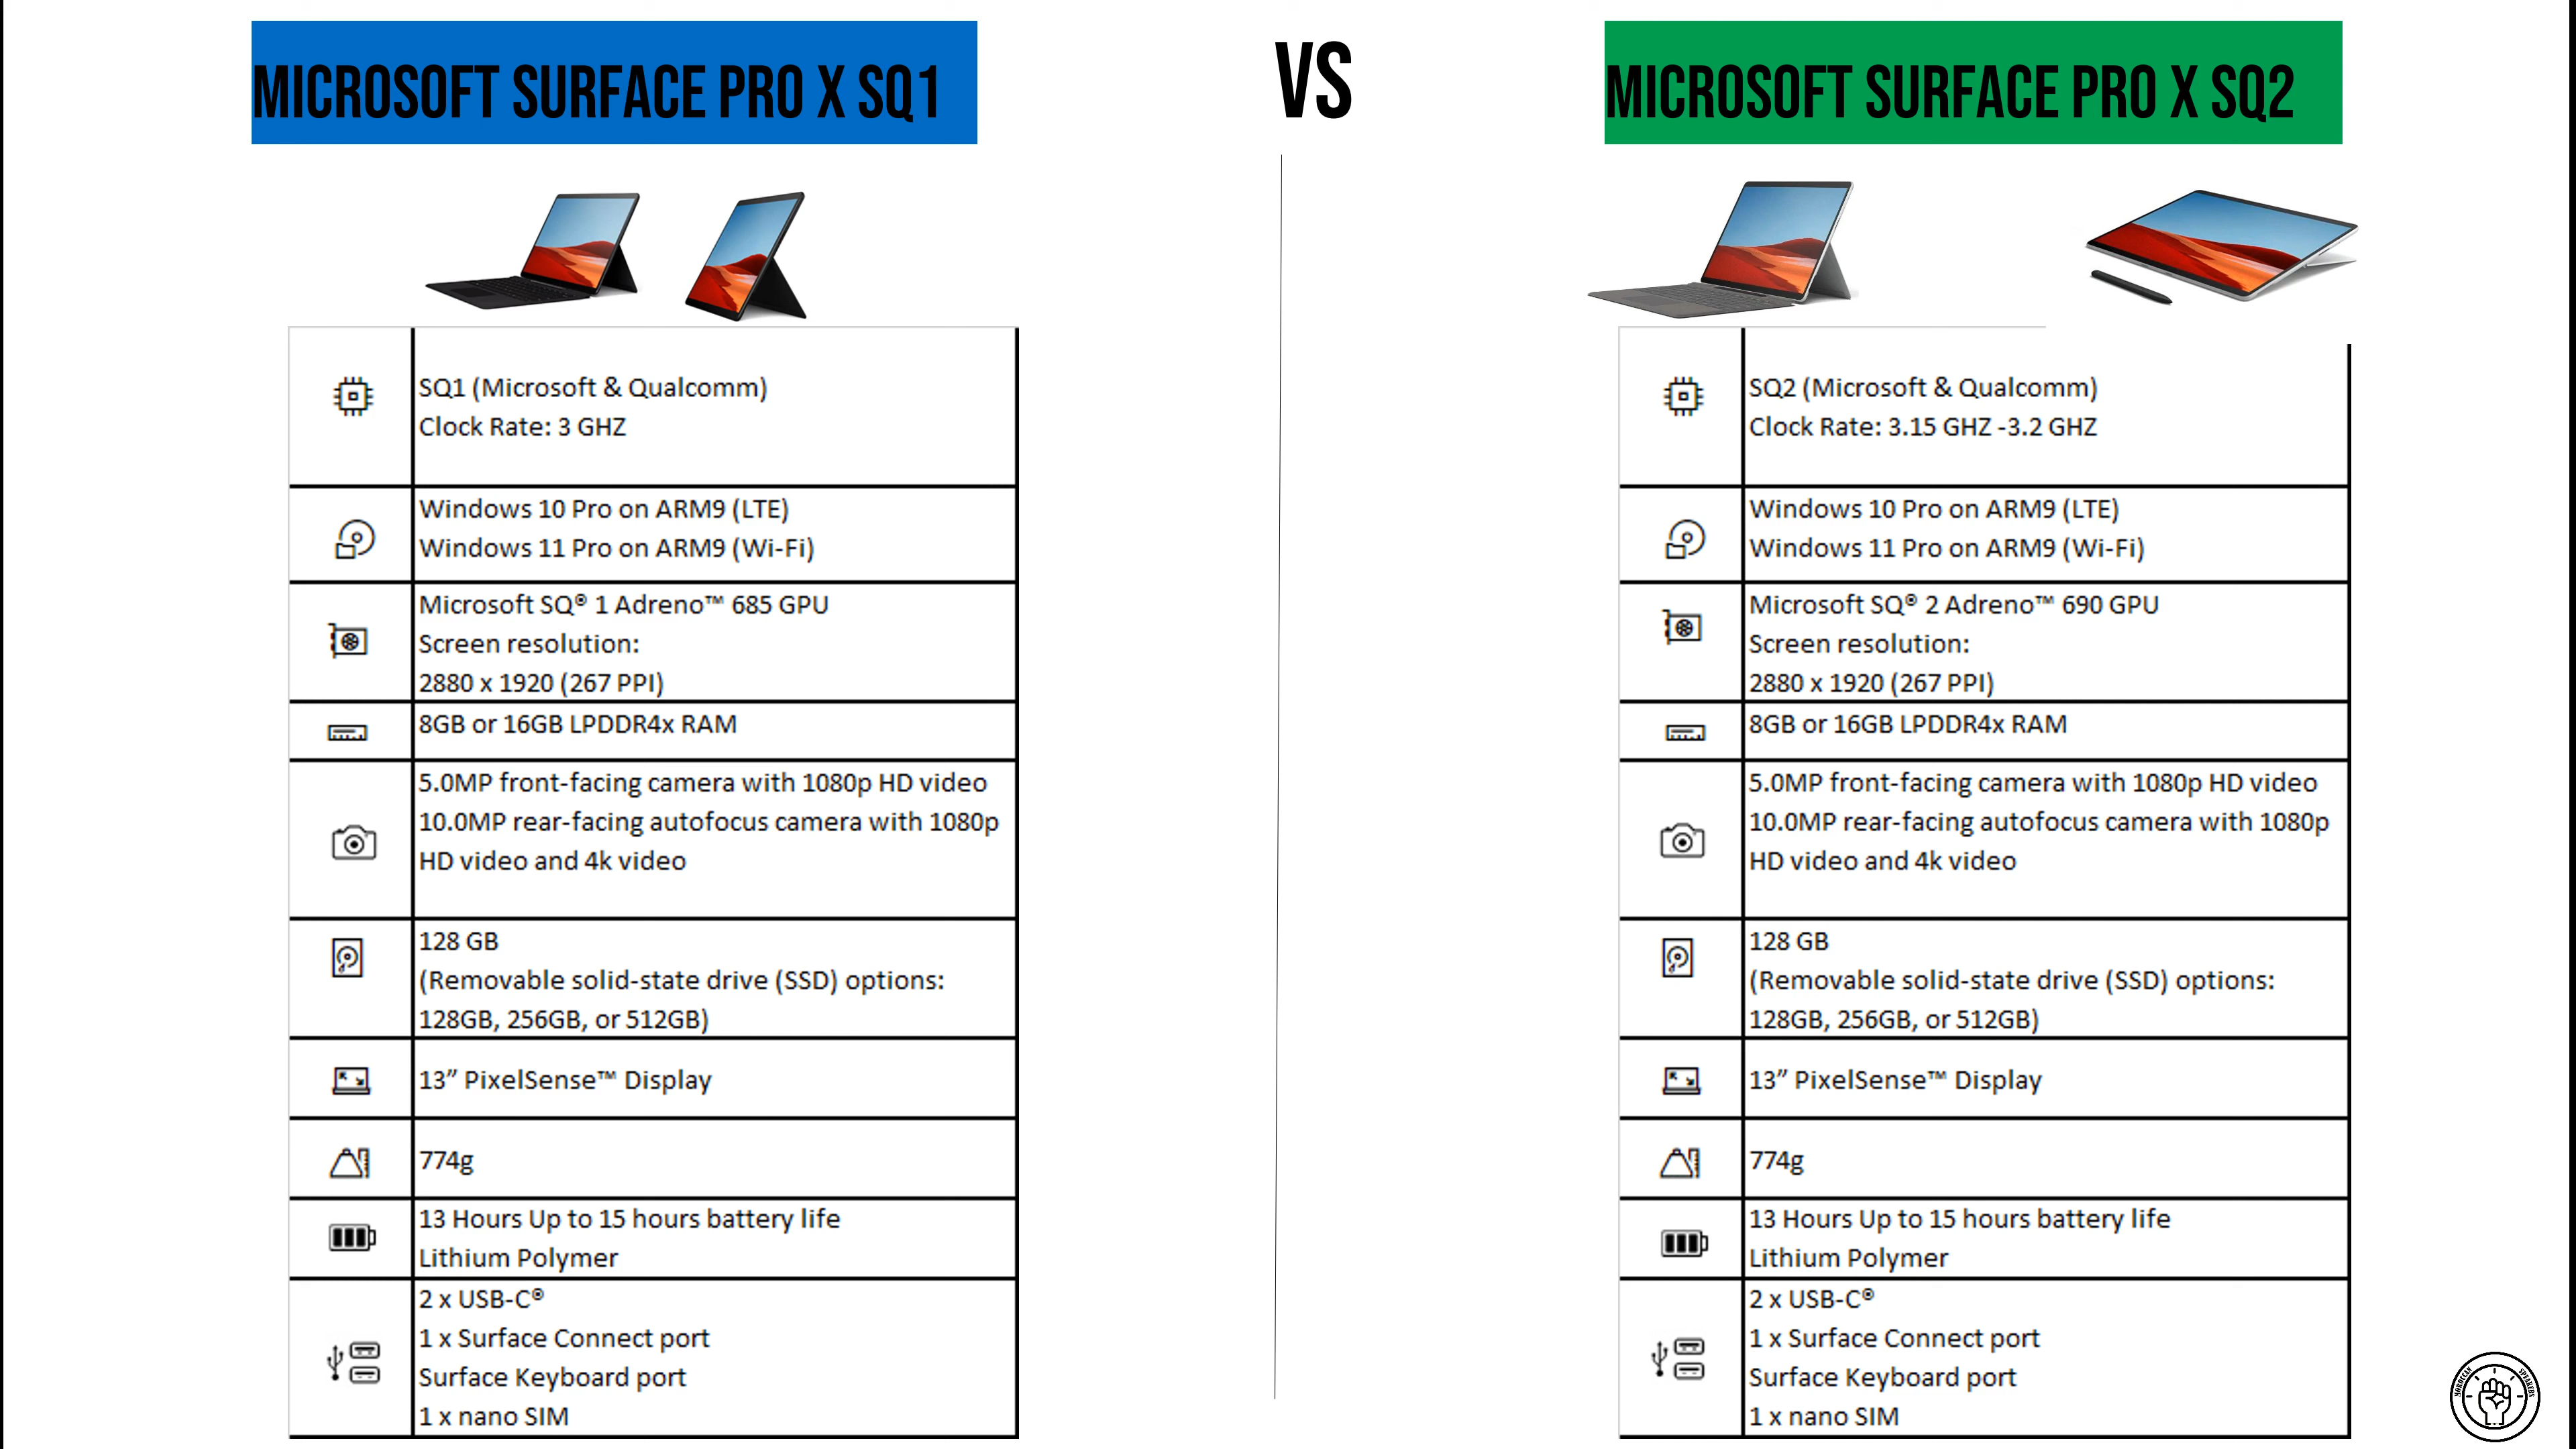 MICROSOFT SURFACE PRO X SQ1
VS
MICROSOFT SURFACE PRO X SQ2
SQ1 (Microsoft & Qualcomm)
Clock Rate: 3 GHZ
Windows 10 Pro on ARM9 (LTE)
Windows 11 Pro on ARM9 (Wi-Fi)
Microsoft SQ® 1 Adreno™ 685 GPU
Screen resolution:
2880 x 1920 (267 PPI)
8GB or 16GB LPDDR4x RAM
5.0MP front-facing camera with 1080p HD video
10.0MP rear-facing autofocus camera with 1080p
HD video and 4k video
128 GB
(Removable solid-state drive (SSD) options:
128GB, 256GB, or 512GB)
13” PixelSense™ Display
774g
13 Hours Up to 15 hours battery life
Lithium Polymer
2 x USB-C®
1 x Surface Connect port
Surface Keyboard port
1 x nano SIM
SQ2 (Microsoft & Qualcomm)
Clock Rate: 3.15 GHZ -3.2 GHZ
Windows 10 Pro on ARM9 (LTE)
Windows 11 Pro on ARM9 (Wi-Fi)
Microsoft SQ® 2 Adreno™ 690 GPU
Screen resolution:
2880 x 1920 (267 PPI)
8GB or 16GB LPDDR4x RAM
5.0MP front-facing camera with 1080p HD video
10.0MP rear-facing autofocus camera with 1080p
HD video and 4k video
128 GB
(Removable solid-state drive (SSD) options:
128GB, 256GB, or 512GB)
13” PixelSense™ Display
774g
13 Hours Up to 15 hours battery life
Lithium Polymer
2 x USB-C®
1 x Surface Connect port
Surface Keyboard port
1 x nano SIM
MOROCCAN SPEAKERS